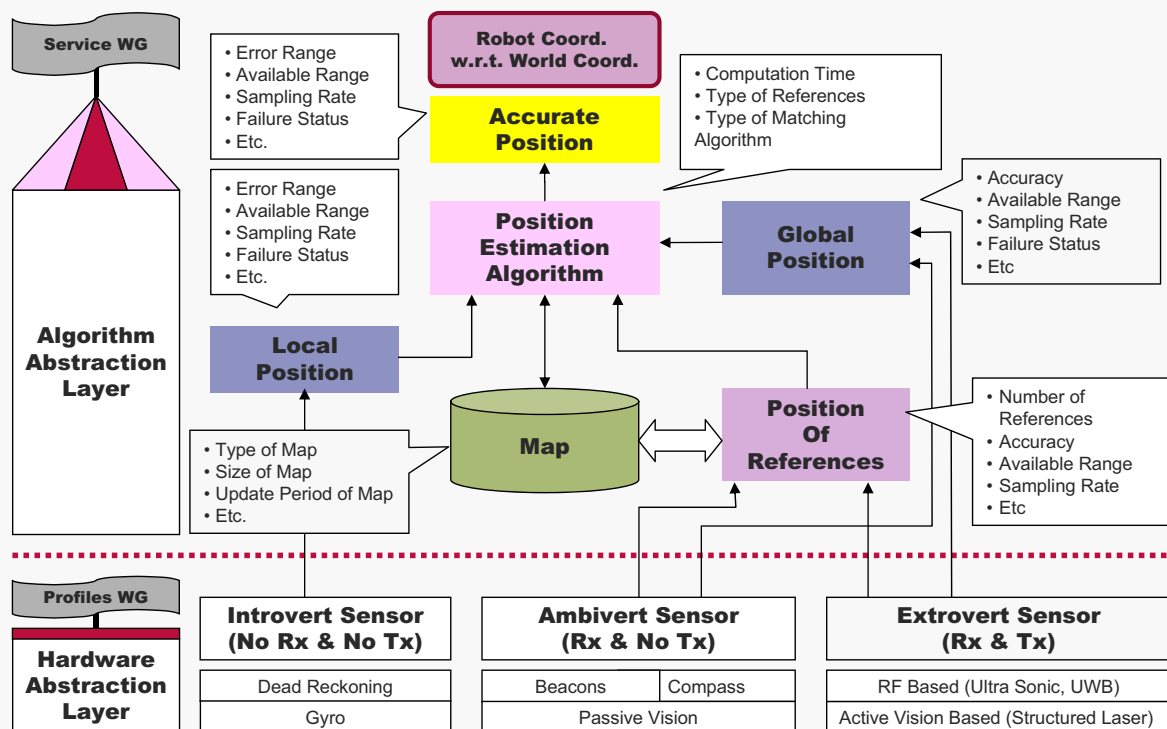 Service WG
• Error Range
• Available Range
• Sampling Rate
• Failure Status
• Etc.
Robot Coord.
w.r.t. World Coord.
• Computation Time
• Type of References
• Type of Matching
Algorithm
Accurate
Position
• Error Range
• Available Range
• Sampling Rate
• Failure Status
• Etc.
Position
Estimation
Algorithm
Global
Position
• Accuracy
• Available Range
• Sampling Rate
• Failure Status
• Etc
Algorithm
Abstraction
Layer
Local
Position
• Type of Map
• Size of Map
• Update Period of Map
• Etc.
Map
Position
Of
References
• Number of
References
• Accuracy
• Available Range
• Sampling Rate
• Etc
Profiles WG
Hardware
Abstraction
Layer
Introvert Sensor
(No Rx & No Tx)
Dead Reckoning
Gyro
Ambivert Sensor
(Rx & No Tx)
Beacons
Compass
Passive Vision
Extrovert Sensor
(Rx & Tx)
RF Based (Ultra Sonic, UWB)
Active Vision Based (Structured Laser)